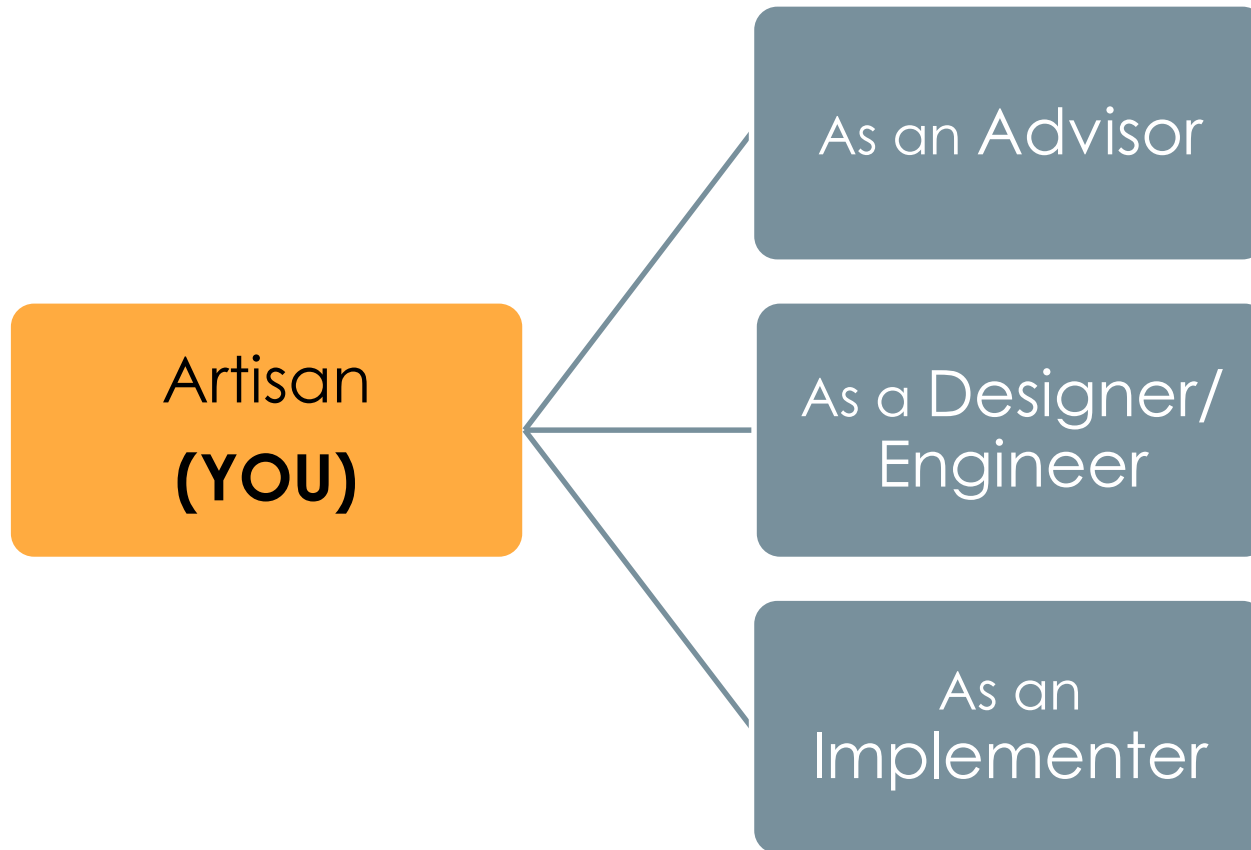 Artisan
(YOU)
As an Advisor
As a Designer/
Engineer
As an
Implementer